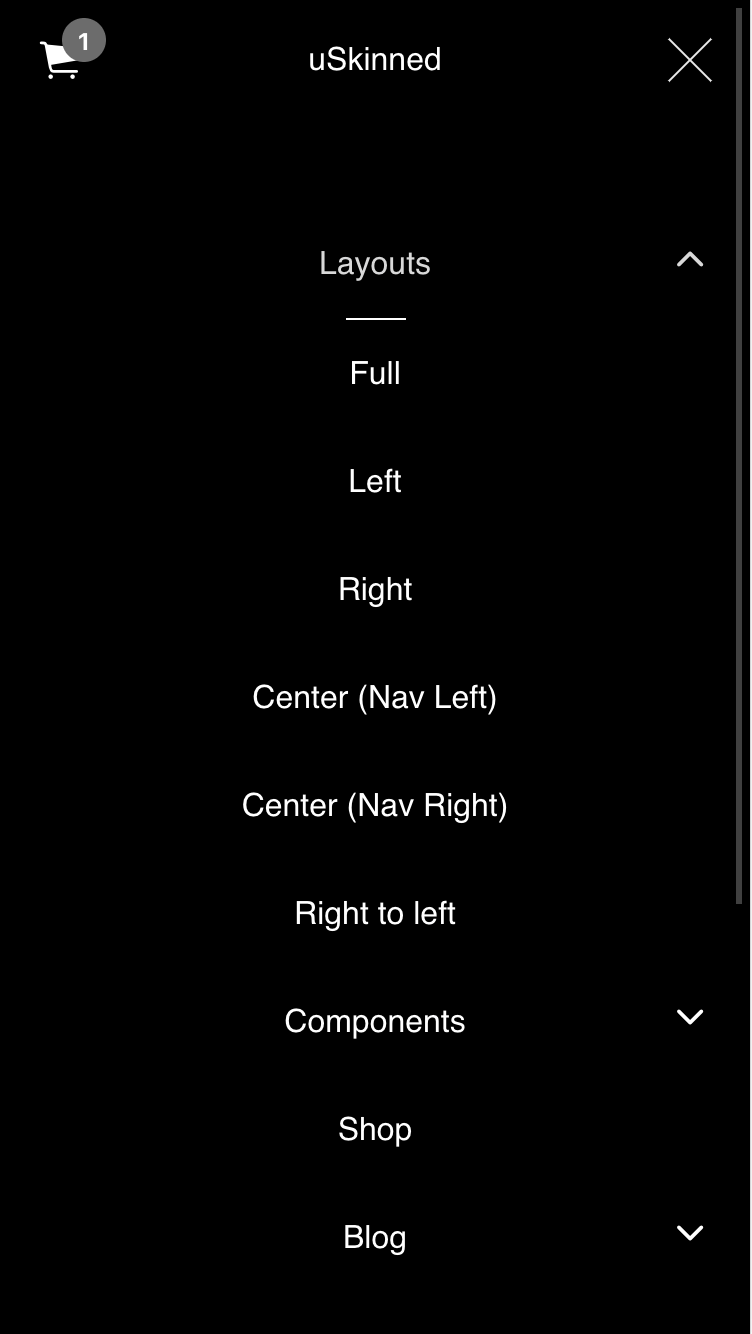 1
uSkinned
Layouts
Full
Left
Right
Center (Nav Left)
Center (Nav Right)
Right to left
Components
Shop
Blog